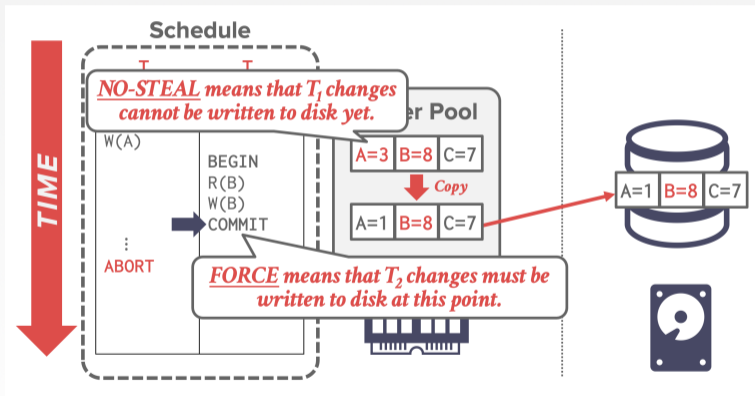 Schedule
TIME
NO-STEAL means that T1 changes
cannot be written to disk yet.
er Pool
W(A)
BEGIN
R(B)
W(B)
COMMIT
⋮
ABORT
A=3 B=8 C=7
Copy
A=1 B=8 C=7
A=1 B=8 C=7
FORCE means that T2 changes must be
written to disk at this point.